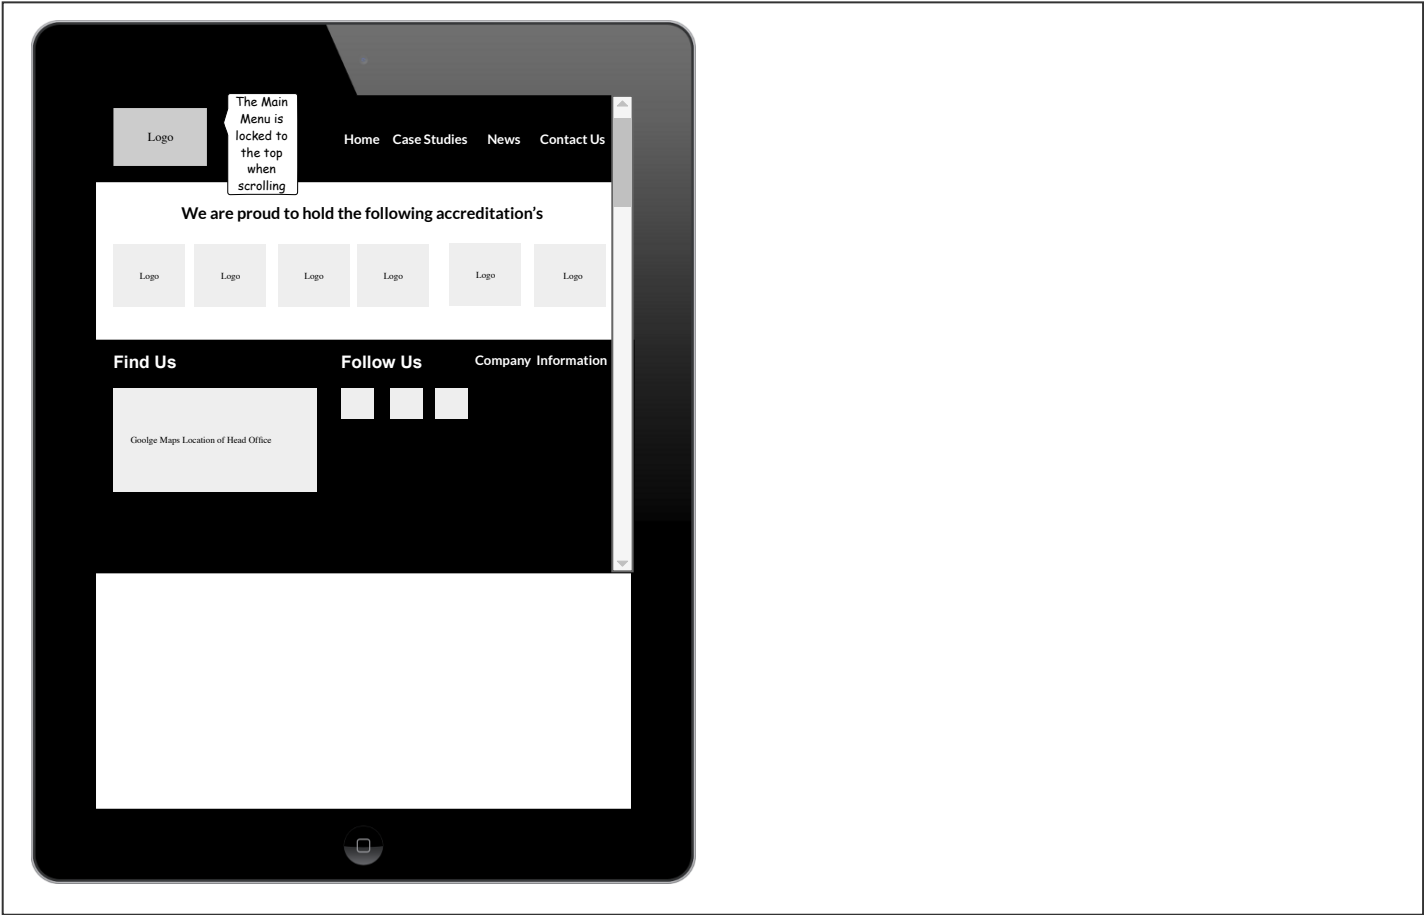 Logo
The Main
Menu is
locked to
the top
when
scrolling
Home Case Studies News Contact Us
We are proud to hold the following accreditation’s
Logo Logo Logo Logo Logo Logo
Find Us
Follow Us
Company Information
Goolge Maps Location of Head Office